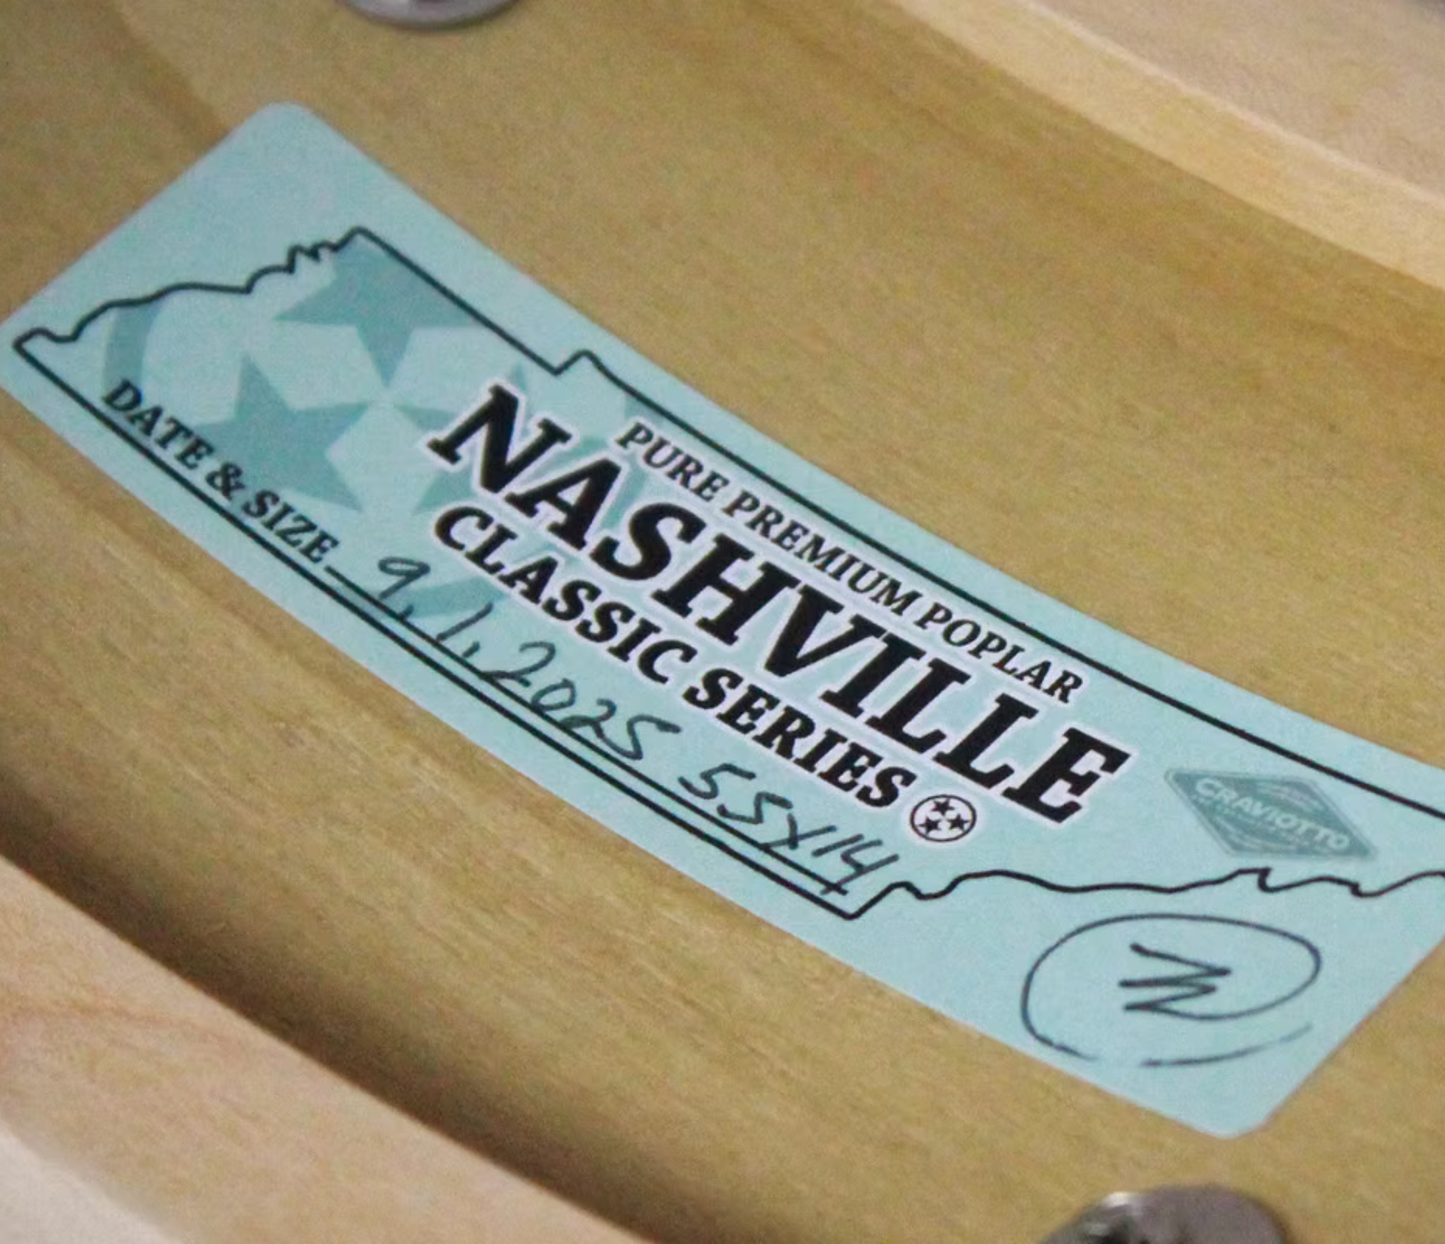 PURE PREMIUM POPLAR
NASHVILLE
CLASSIC SERIES
DATE & SIZE 9.1.2025 5.5X14
CRAVIOTTO